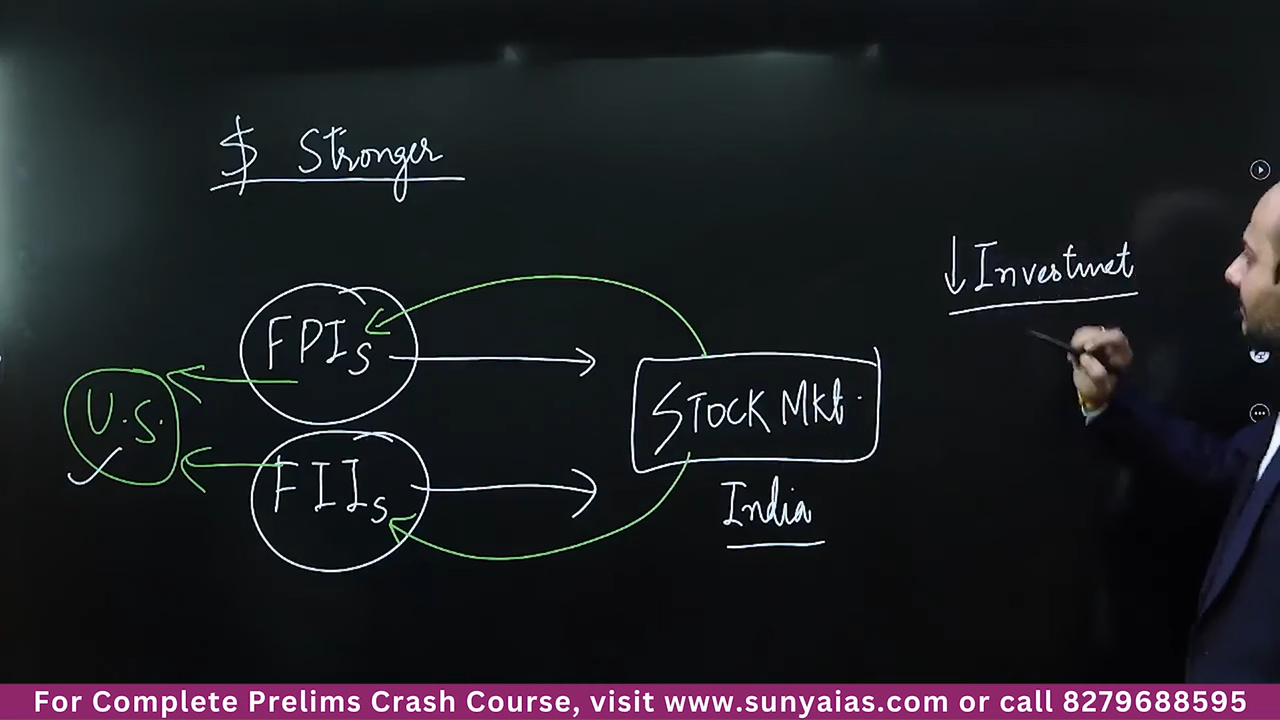 $ Stronger
↓ Investmet
FPIs
U.S.
STOCK Mkt.
FIIs
India
For Complete Prelims Crash Course, visit www.sunyaias.com or call 8279688595